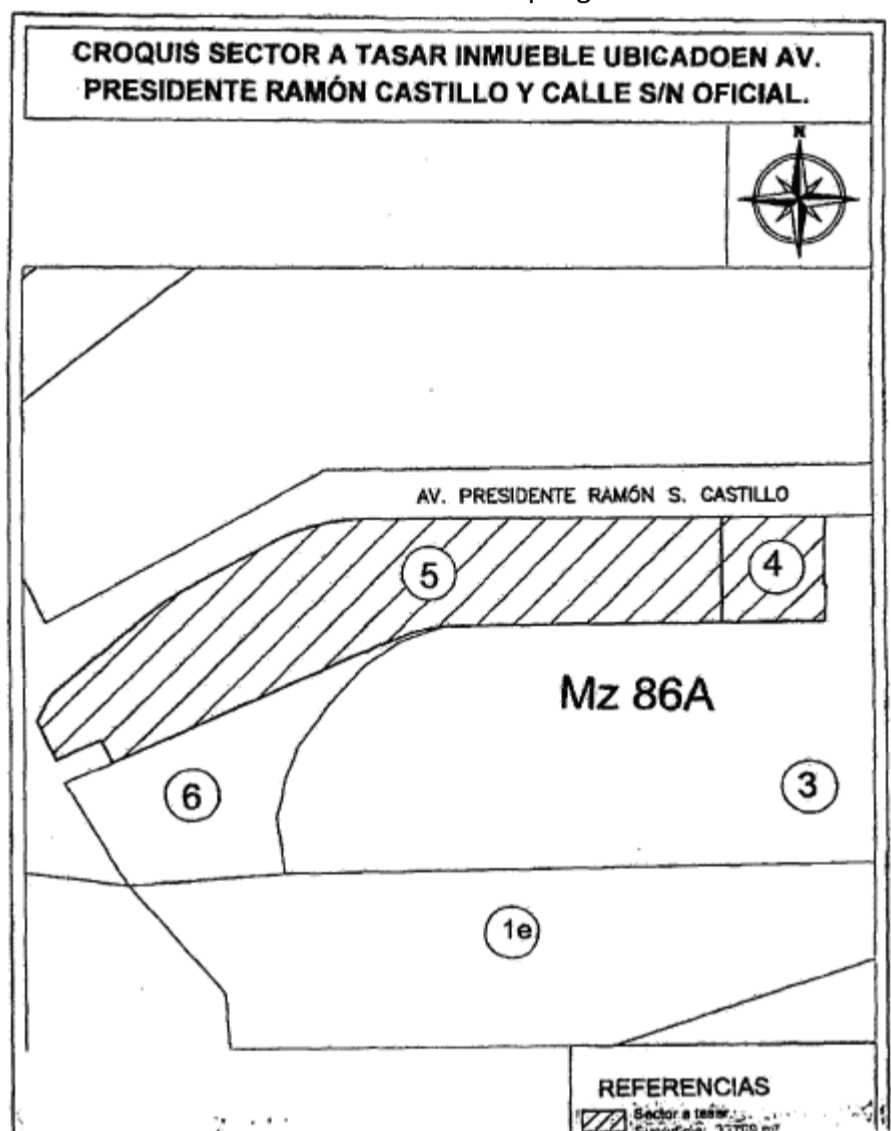 CROQUIS SECTOR A TASAR INMUEBLE UBICADOEN AV.
PRESIDENTE RAMÓN CASTILLO Y CALLE S/N OFICIAL.
N
AV. PRESIDENTE RAMÓN S. CASTILLO
5
4
Mz 86A
6
3
1e
REFERENCIAS
Sector a tasar